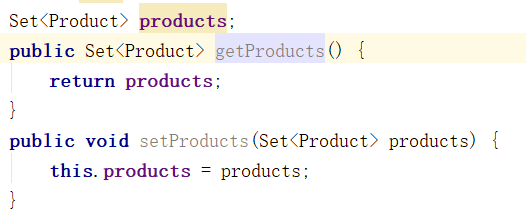 Set<Product> products;
public Set<Product> getProducts() {
    return products;
}
public void setProducts(Set<Product> products) {
    this.products = products;
}